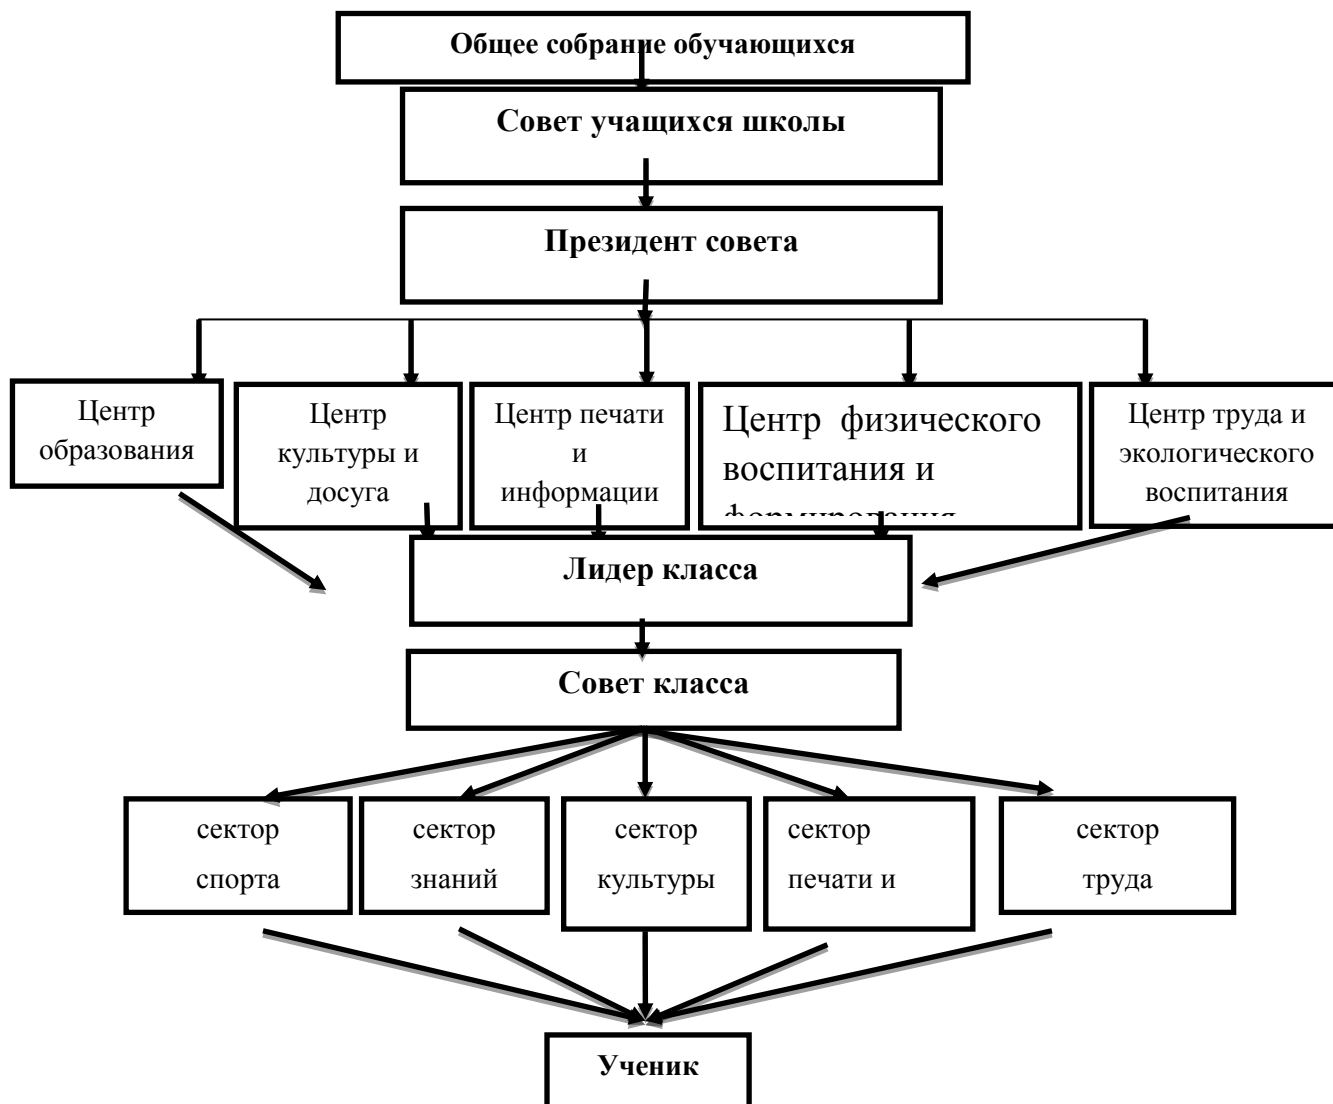 Общее собрание обучающихся
Совет учащихся школы
Президент совета
Центр
образования
Центр
культуры и
досуга
Центр печати
и
информации
Центр физического
воспитания и
формирования
Центр труда и
экологического
воспитания
Лидер класса
Совет класса
сектор
спорта
сектор
знаний
сектор
культуры
сектор
печати и
сектор
труда
Ученик